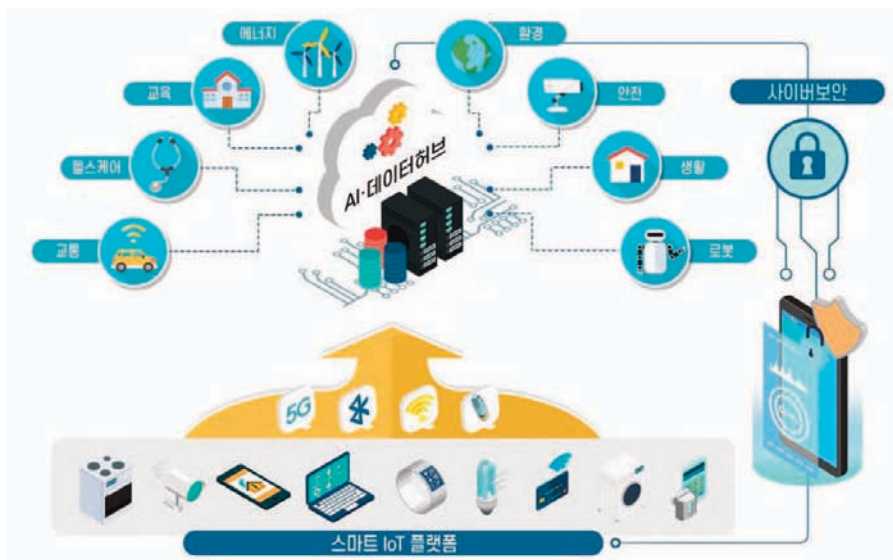 에너지
환경
교육
안전
사이버보안
헬스케어
AI·데이터허브
생활
교통
로봇
5G
스마트 IoT 플랫폼